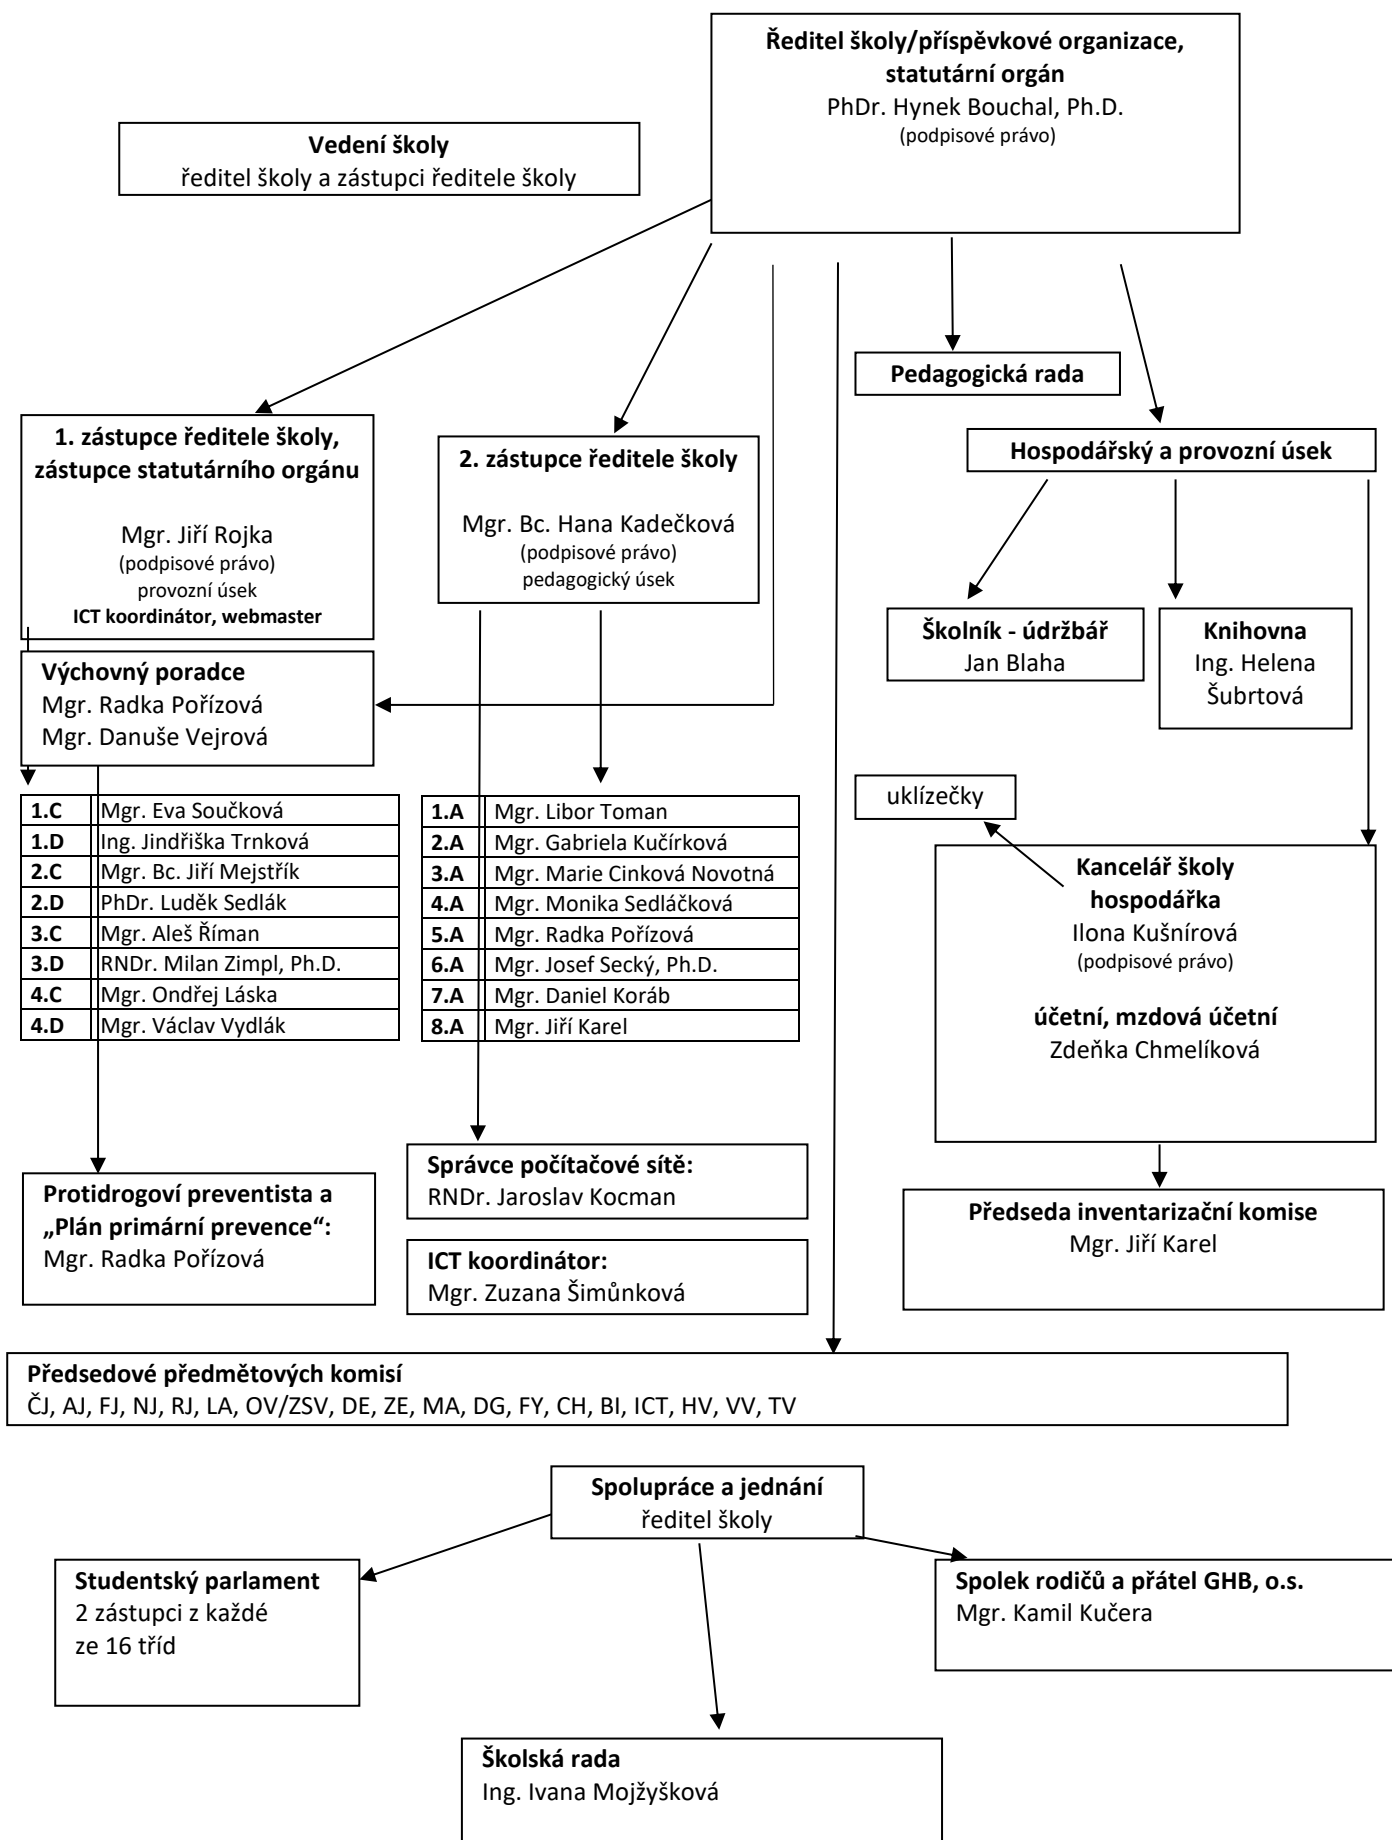 Ředitel školy/příspěvkové organizace,
statutární orgán
PhDr. Hynek Bouchal, Ph.D.
(podpisové právo)
Vedení školy
ředitel školy a zástupci ředitele školy
Pedagogická rada
1. zástupce ředitele školy,
zástupce statutárního orgánu
Mgr. Jiří Rojka
(podpisové právo)
provozní úsek
ICT koordinátor, webmaster
2. zástupce ředitele školy
Mgr. Bc. Hana Kadečková
(podpisové právo)
pedagogický úsek
Hospodářský a provozní úsek
Školník - údržbář
Jan Blaha
Knihovna
Ing. Helena
Šubrtová
Výchovný poradce
Mgr. Radka Pořízová
Mgr. Danuše Vejrová
1.C Mgr. Eva Součková
1.D Ing. Jindřiška Trnková
2.C Mgr. Bc. Jiří Mejstřík
2.D PhDr. Luděk Sedlák
3.C Mgr. Aleš Říman
3.D RNDr. Milan Zimpl, Ph.D.
4.C Mgr. Ondřej Láska
4.D Mgr. Václav Vydlák
1.A Mgr. Libor Toman
2.A Mgr. Gabriela Kučírková
3.A Mgr. Marie Cinková Novotná
4.A Mgr. Monika Sedláčková
5.A Mgr. Radka Pořízová
6.A Mgr. Josef Secký, Ph.D.
7.A Mgr. Daniel Koráb
8.A Mgr. Jiří Karel
uklízečky
Kancelář školy
hospodářka
Ilona Kušnírová
(podpisové právo)
účetní, mzdová účetní
Zdeňka Chmelíková
Protidrogoví preventista a
„Plán primární prevence“:
Mgr. Radka Pořízová
Správce počítačové sítě:
RNDr. Jaroslav Kocman
ICT koordinátor:
Mgr. Zuzana Šimůnková
Předseda inventarizační komise
Mgr. Jiří Karel
Předsedové předmětových komisí
ČJ, AJ, FJ, NJ, RJ, LA, OV/ZSV, DE, ZE, MA, DG, FY, CH, BI, ICT, HV, VV, TV
Spolupráce a jednání
ředitel školy
Studentský parlament
2 zástupci z každé
ze 16 tříd
Spolek rodičů a přátel GHB, o.s.
Mgr. Kamil Kučera
Školská rada
Ing. Ivana Mojžyšková